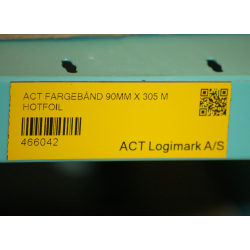 ACT FARGEBÅND 90MM X 305 M
HOTFOIL
466042
ACT Logimark A/S